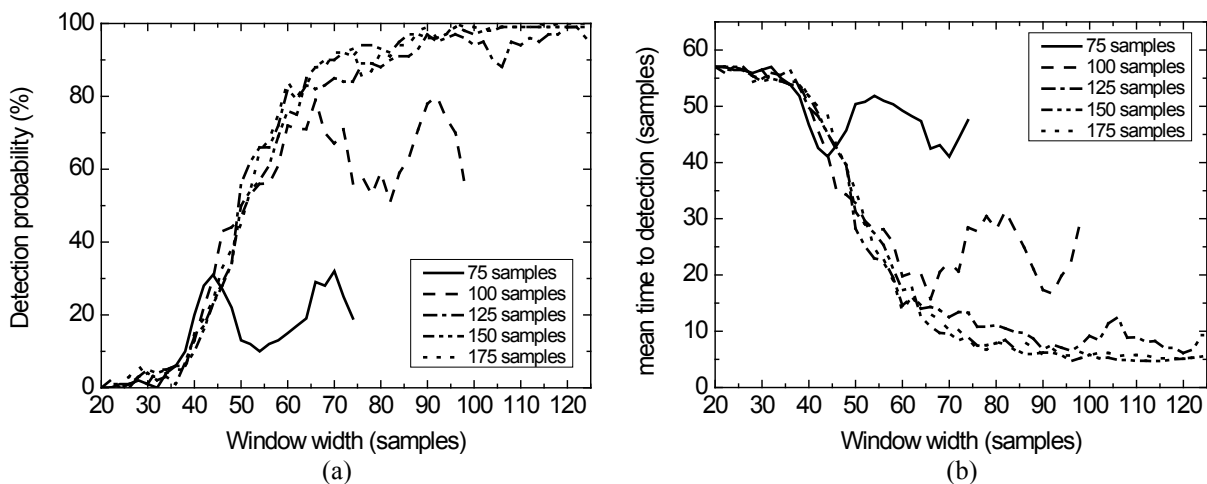 100
80
60
40
20
0
Detection probability (%)
75 samples
100 samples
125 samples
150 samples
175 samples
20 30 40 50 60 70 80 90 100 110 120
Window width (samples)
(a)
60
50
40
30
20
10
0
mean time to detection (samples)
75 samples
100 samples
125 samples
150 samples
175 samples
20 30 40 50 60 70 80 90 100 110 120
Window width (samples)
(b)